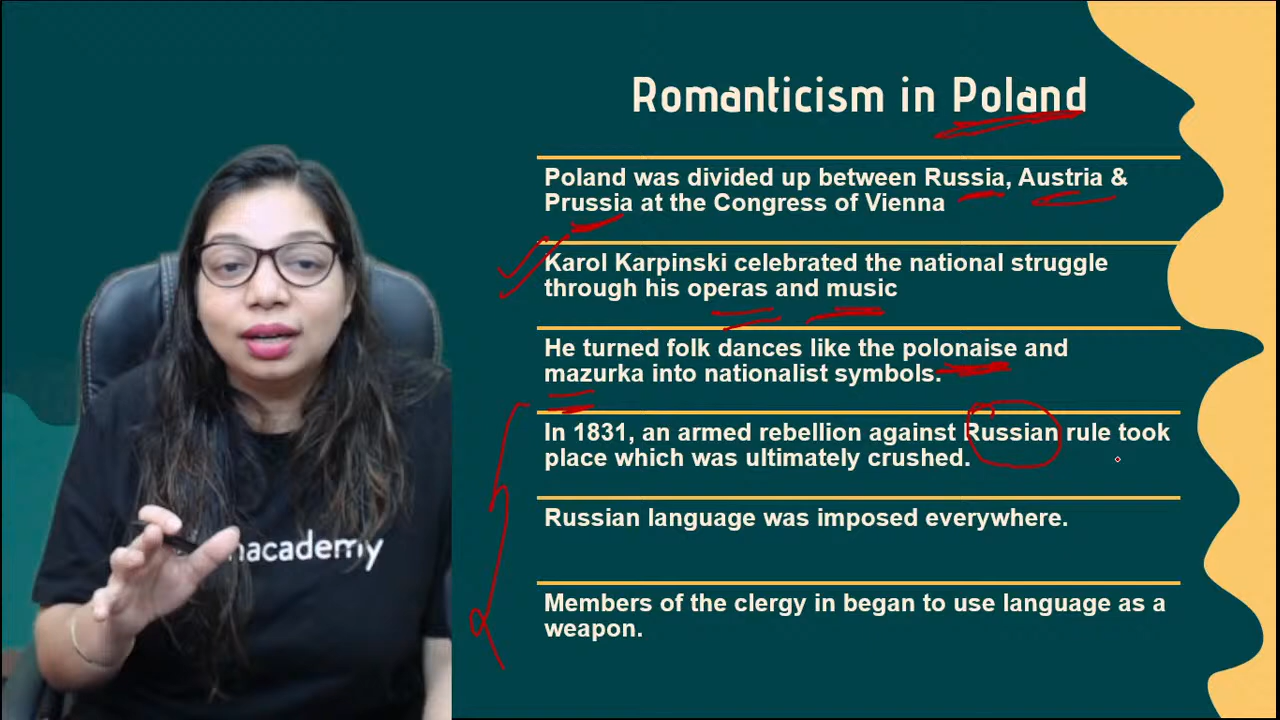 Romanticism in Poland
Poland was divided up between Russia, Austria &
Prussia at the Congress of Vienna
Karol Karpinski celebrated the national struggle
through his operas and music
He turned folk dances like the polonaise and
mazurka into nationalist symbols.
In 1831, an armed rebellion against Russian rule took
place which was ultimately crushed.
Russian language was imposed everywhere.
Members of the clergy in began to use language as a
weapon.
nacademy